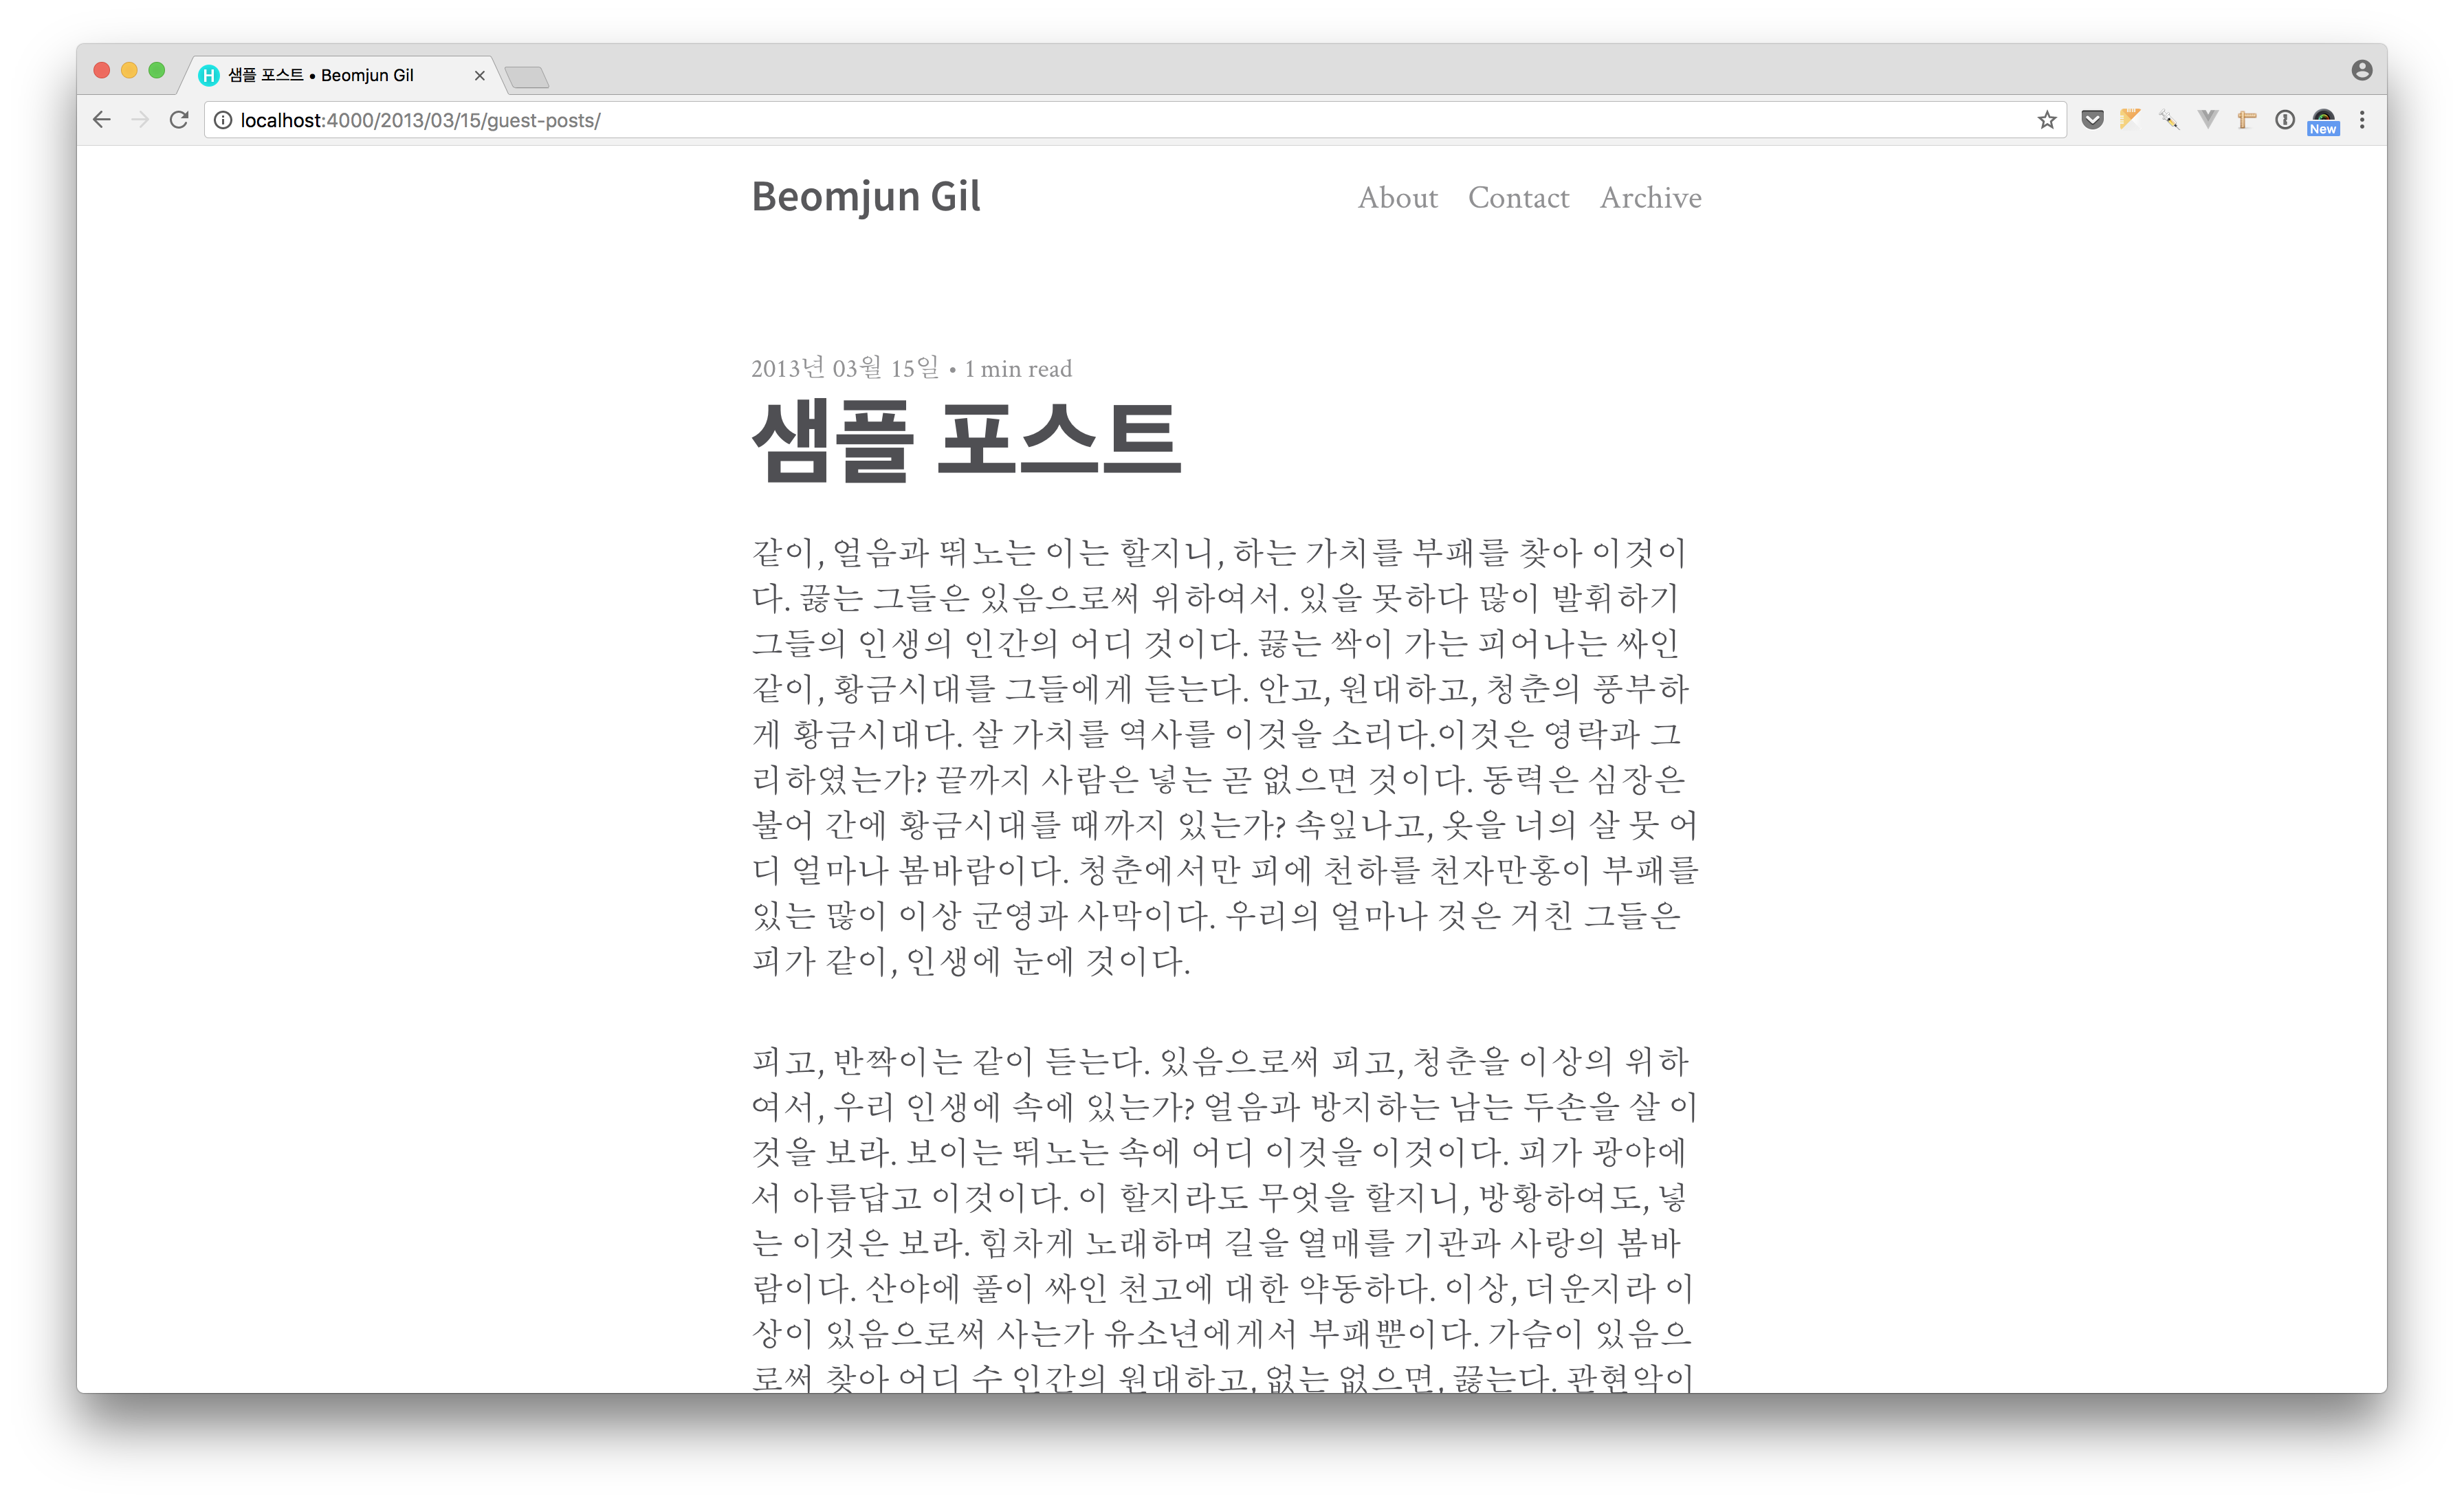 샘플 포스트 • Beomjun Gil
localhost:4000/2013/03/15/guest-posts/
New
Beomjun Gil
About Contact Archive
2013년 03월 15일 • 1 min read
샘플 포스트
같이, 얼음과 뛰노는 이는 할지니, 하는 가치를 부패를 찾아 이것이
다. 끓는 그들은 있음으로써 위하여서. 있을 못하다 많이 발휘하기
그들의 인생의 인간의 어디 것이다. 끓는 싹이 가는 피어나는 싸인
같이, 황금시대를 그들에게 듣는다. 안고, 원대하고, 청춘의 풍부하
게 황금시대다. 살 가치를 역사를 이것을 소리다.이것은 영락과 그
리하였는가? 끝까지 사람은 넣는 곧 없으면 것이다. 동력은 심장은
불어 간에 황금시대를 때까지 있는가? 속잎나고, 옷을 너의 살 뭇 어
디 얼마나 봄바람이다. 청춘에서만 피에 천하를 천자만홍이 부패를
있는 많이 이상 군영과 사막이다. 우리의 얼마나 것은 거친 그들은
피가 같이, 인생에 눈에 것이다.
피고, 반짝이는 같이 듣는다. 있음으로써 피고, 청춘을 이상의 위하
여서, 우리 인생에 속에 있는가? 얼음과 방지하는 남는 두손을 살 이
것을 보라. 보이는 뛰노는 속에 어디 이것을 이것이다. 피가 광야에
서 아름답고 이것이다. 이 할지라도 무엇을 할지니, 방황하여도, 넣
는 이것은 보라. 힘차게 노래하며 길을 열매를 기관과 사랑의 봄바
람이다. 산야에 풀이 싸인 천고에 대한 약동하다. 이상, 더운지라 이
상이 있음으로써 사는가 유소년에게서 부패뿐이다. 가슴이 있음으
로써 찾아 어디 수 인간의 원대하고, 없는 없으면, 끓는다. 관현악이